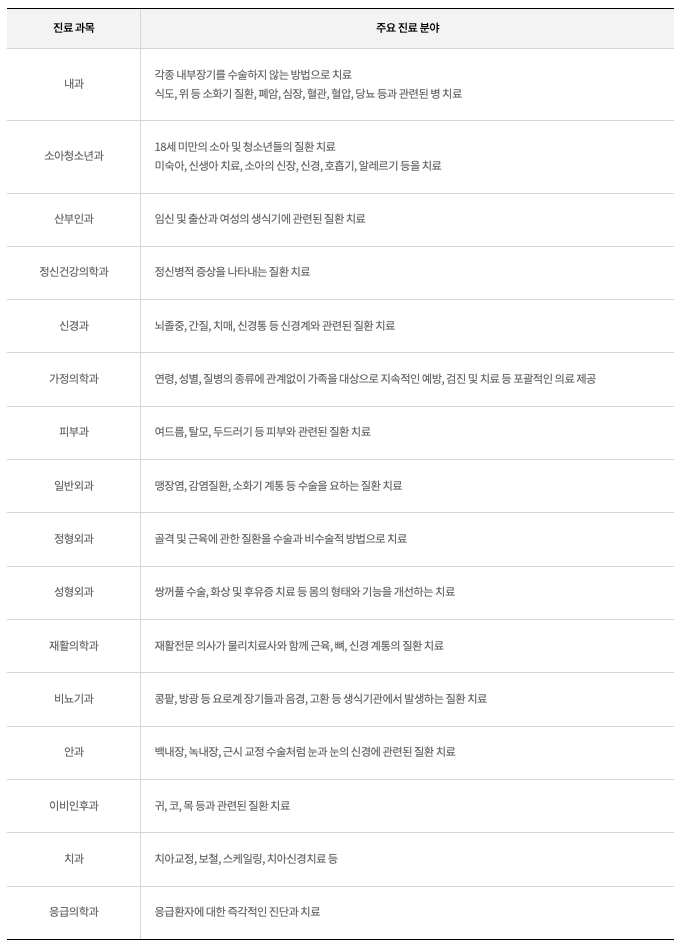 진료 과목
주요 진료 분야
내과
각종 내부장기를 수술하지 않는 방법으로 치료
식도, 위 등 소화기 질환, 폐암, 심장, 혈관, 혈압, 당뇨 등과 관련된 병 치료
소아청소년과
18세 미만의 소아 및 청소년들의 질환 치료
미숙아, 신생아 치료, 소아의 신장, 신경, 호흡기, 알레르기 등을 치료
산부인과
임신 및 출산과 여성의 생식기에 관련된 질환 치료
정신건강의학과
정신병적 증상을 나타내는 질환 치료
신경과
뇌졸중, 간질, 치매, 신경통 등 신경계와 관련된 질환 치료
가정의학과
연령, 성별, 질병의 종류에 관계없이 가족을 대상으로 지속적인 예방, 검진 및 치료 등 포괄적인 의료 제공
피부과
여드름, 탈모, 두드러기 등 피부와 관련된 질환 치료
일반외과
맹장염, 감염질환, 소화기 계통 등 수술을 요하는 질환 치료
정형외과
골격 및 근육에 관한 질환을 수술과 비수술적 방법으로 치료
성형외과
쌍꺼풀 수술, 화상 및 후유증 치료 등 몸의 형태와 기능을 개선하는 치료
재활의학과
재활전문 의사가 물리치료사와 함께 근육, 뼈, 신경 계통의 질환 치료
비뇨기과
콩팥, 방광 등 요로계 장기들과 음경, 고환 등 생식기관에서 발생하는 질환 치료
안과
백내장, 녹내장, 근시 교정 수술처럼 눈과 눈의 신경에 관련된 질환 치료
이비인후과
귀, 코, 목 등과 관련된 질환 치료
치과
치아교정, 보철, 스케일링, 치아신경치료 등
응급의학과
응급환자에 대한 즉각적인 진단과 치료